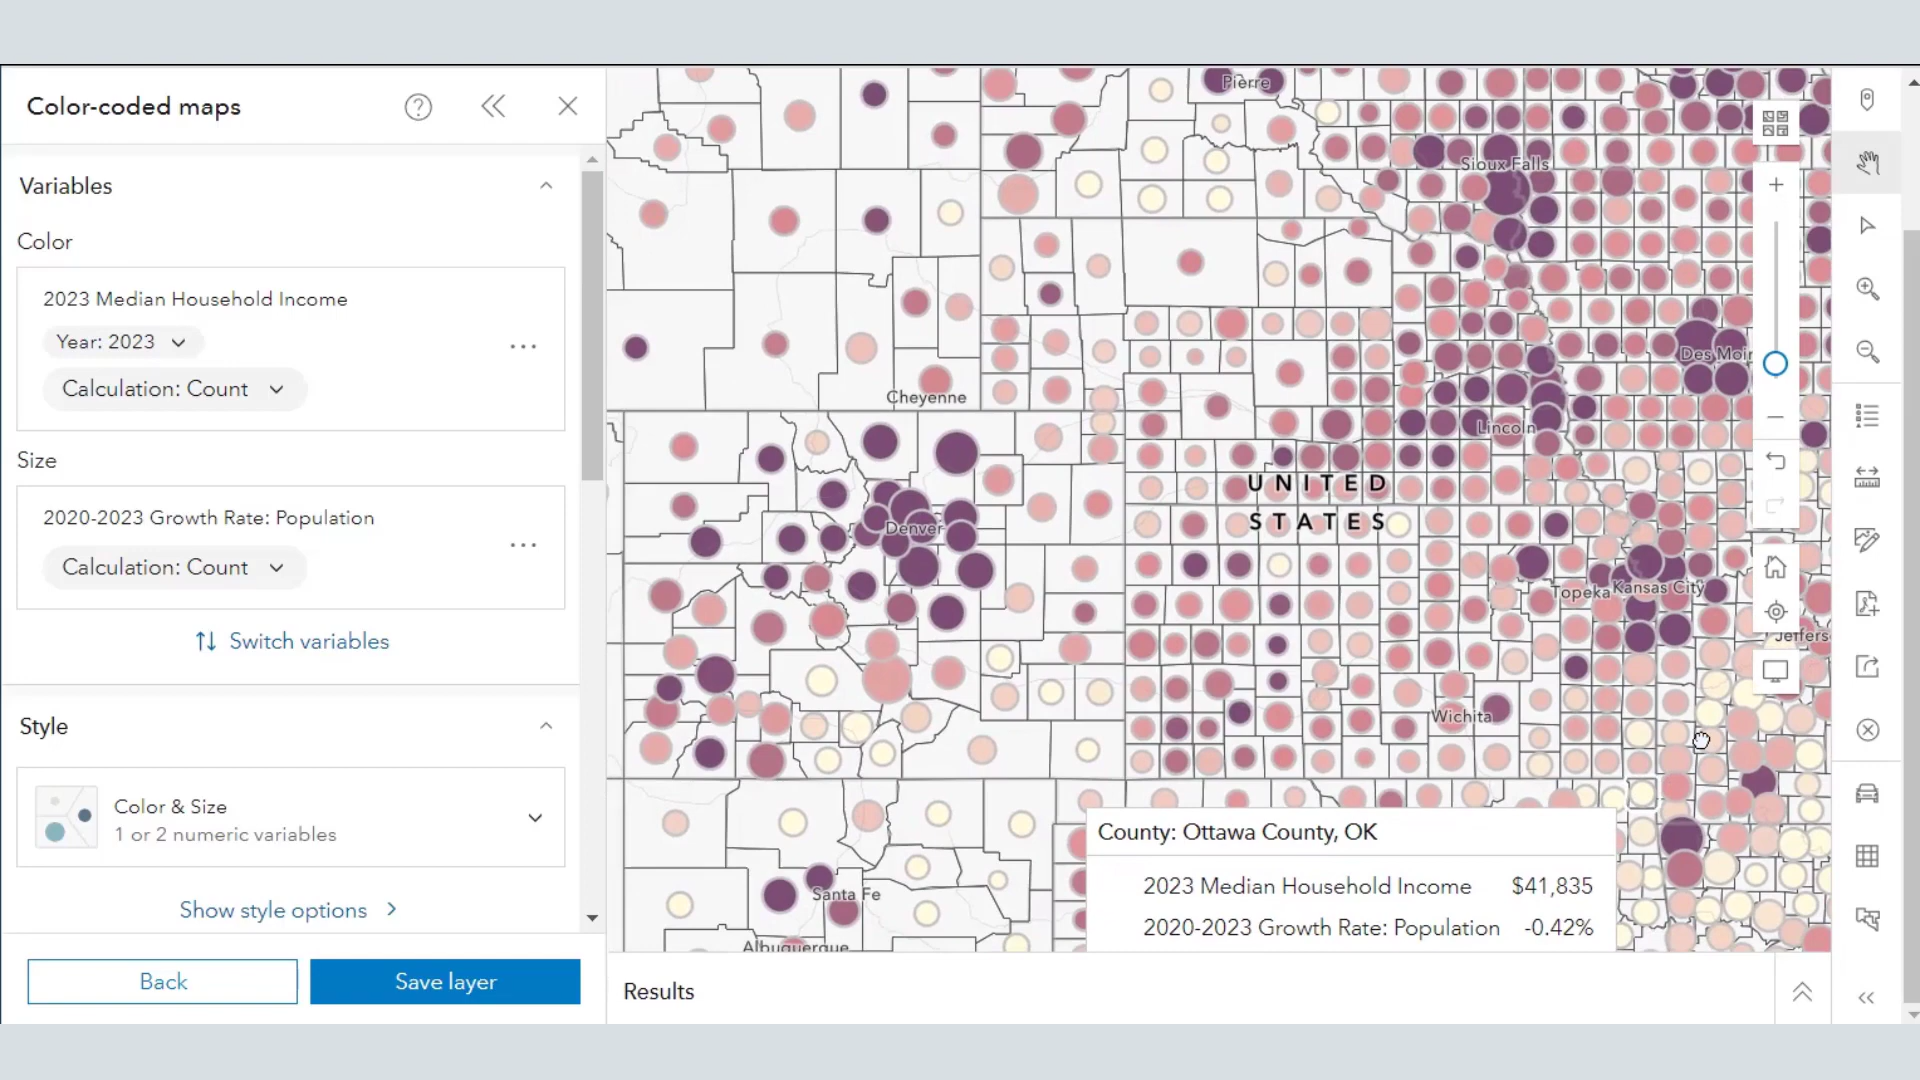 Color-coded maps
Variables
Color
2023 Median Household Income
Year: 2023
Calculation: Count
Size
2020-2023 Growth Rate: Population
Calculation: Count
Switch variables
Style
Color & Size
1 or 2 numeric variables
Show style options
Back
Save layer
Pierre
Sioux Falls
Des Moin
Cheyenne
Lincoln
UNITED
STATES
Denver
Topeka
Kansas City
Jeffers
Wichita
Santa Fe
Albuquerque
County: Ottawa County, OK
2023 Median Household Income $41,835
2020-2023 Growth Rate: Population -0.42%
Results